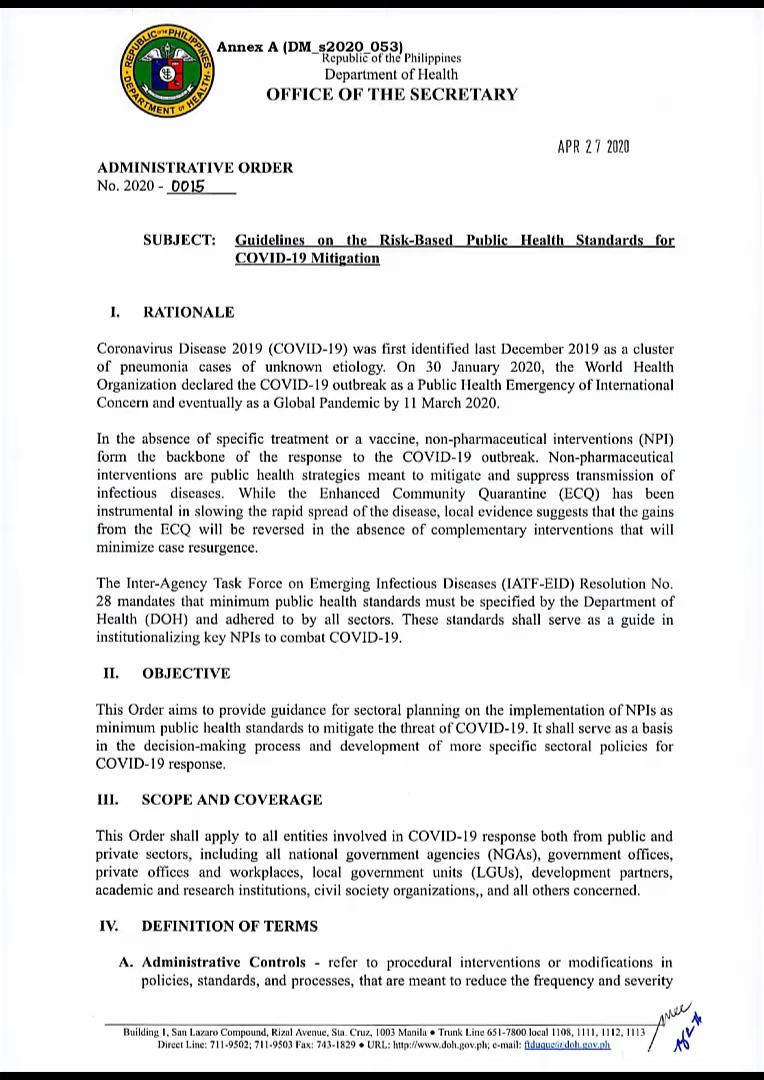 Annex A (DM_s2020_053)
Republic of the Philippines
Department of Health
OFFICE OF THE SECRETARY
REPUBLIC OF THE PHILIPPINES
DEPARTMENT OF HEALTH
APR 27 2020
ADMINISTRATIVE ORDER
No. 2020 - 0015
SUBJECT: Guidelines on the Risk-Based Public Health Standards for
COVID-19 Mitigation
I. RATIONALE
Coronavirus Disease 2019 (COVID-19) was first identified last December 2019 as a cluster
of pneumonia cases of unknown etiology. On 30 January 2020, the World Health
Organization declared the COVID-19 outbreak as a Public Health Emergency of International
Concern and eventually as a Global Pandemic by 11 March 2020.
In the absence of specific treatment or a vaccine, non-pharmaceutical interventions (NPI)
form the backbone of the response to the COVID-19 outbreak. Non-pharmaceutical
interventions are public health strategies meant to mitigate and suppress transmission of
infectious diseases. While the Enhanced Community Quarantine (ECQ) has been
instrumental in slowing the rapid spread of the disease, local evidence suggests that the gains
from the ECQ will be reversed in the absence of complementary interventions that will
minimize case resurgence.
The Inter-Agency Task Force on Emerging Infectious Diseases (IATF-EID) Resolution No.
28 mandates that minimum public health standards must be specified by the Department of
Health (DOH) and adhered to by all sectors. These standards shall serve as a guide in
institutionalizing key NPIs to combat COVID-19.
II. OBJECTIVE
This Order aims to provide guidance for sectoral planning on the implementation of NPIs as
minimum public health standards to mitigate the threat of COVID-19. It shall serve as a basis
in the decision-making process and development of more specific sectoral policies for
COVID-19 response.
III. SCOPE AND COVERAGE
This Order shall apply to all entities involved in COVID-19 response both from public and
private sectors, including all national government agencies (NGAs), government offices,
private offices and workplaces, local government units (LGUs), development partners,
academic and research institutions, civil society organizations,, and all others concerned.
IV. DEFINITION OF TERMS
A. Administrative Controls - refer to procedural interventions or modifications in
policies, standards, and processes, that are meant to reduce the frequency and severity
Building 1, San Lazaro Compound, Rizal Avenue, Sta. Cruz, 1003 Manila ● Trunk Line 651-7800 local 1108, 1111, 1112, 1113
Direct Line: 711-9502; 711-9503 Fax: 743-1829 ● URL: http://www.doh.gov.ph; e-mail: ftduque@doh.gov.ph